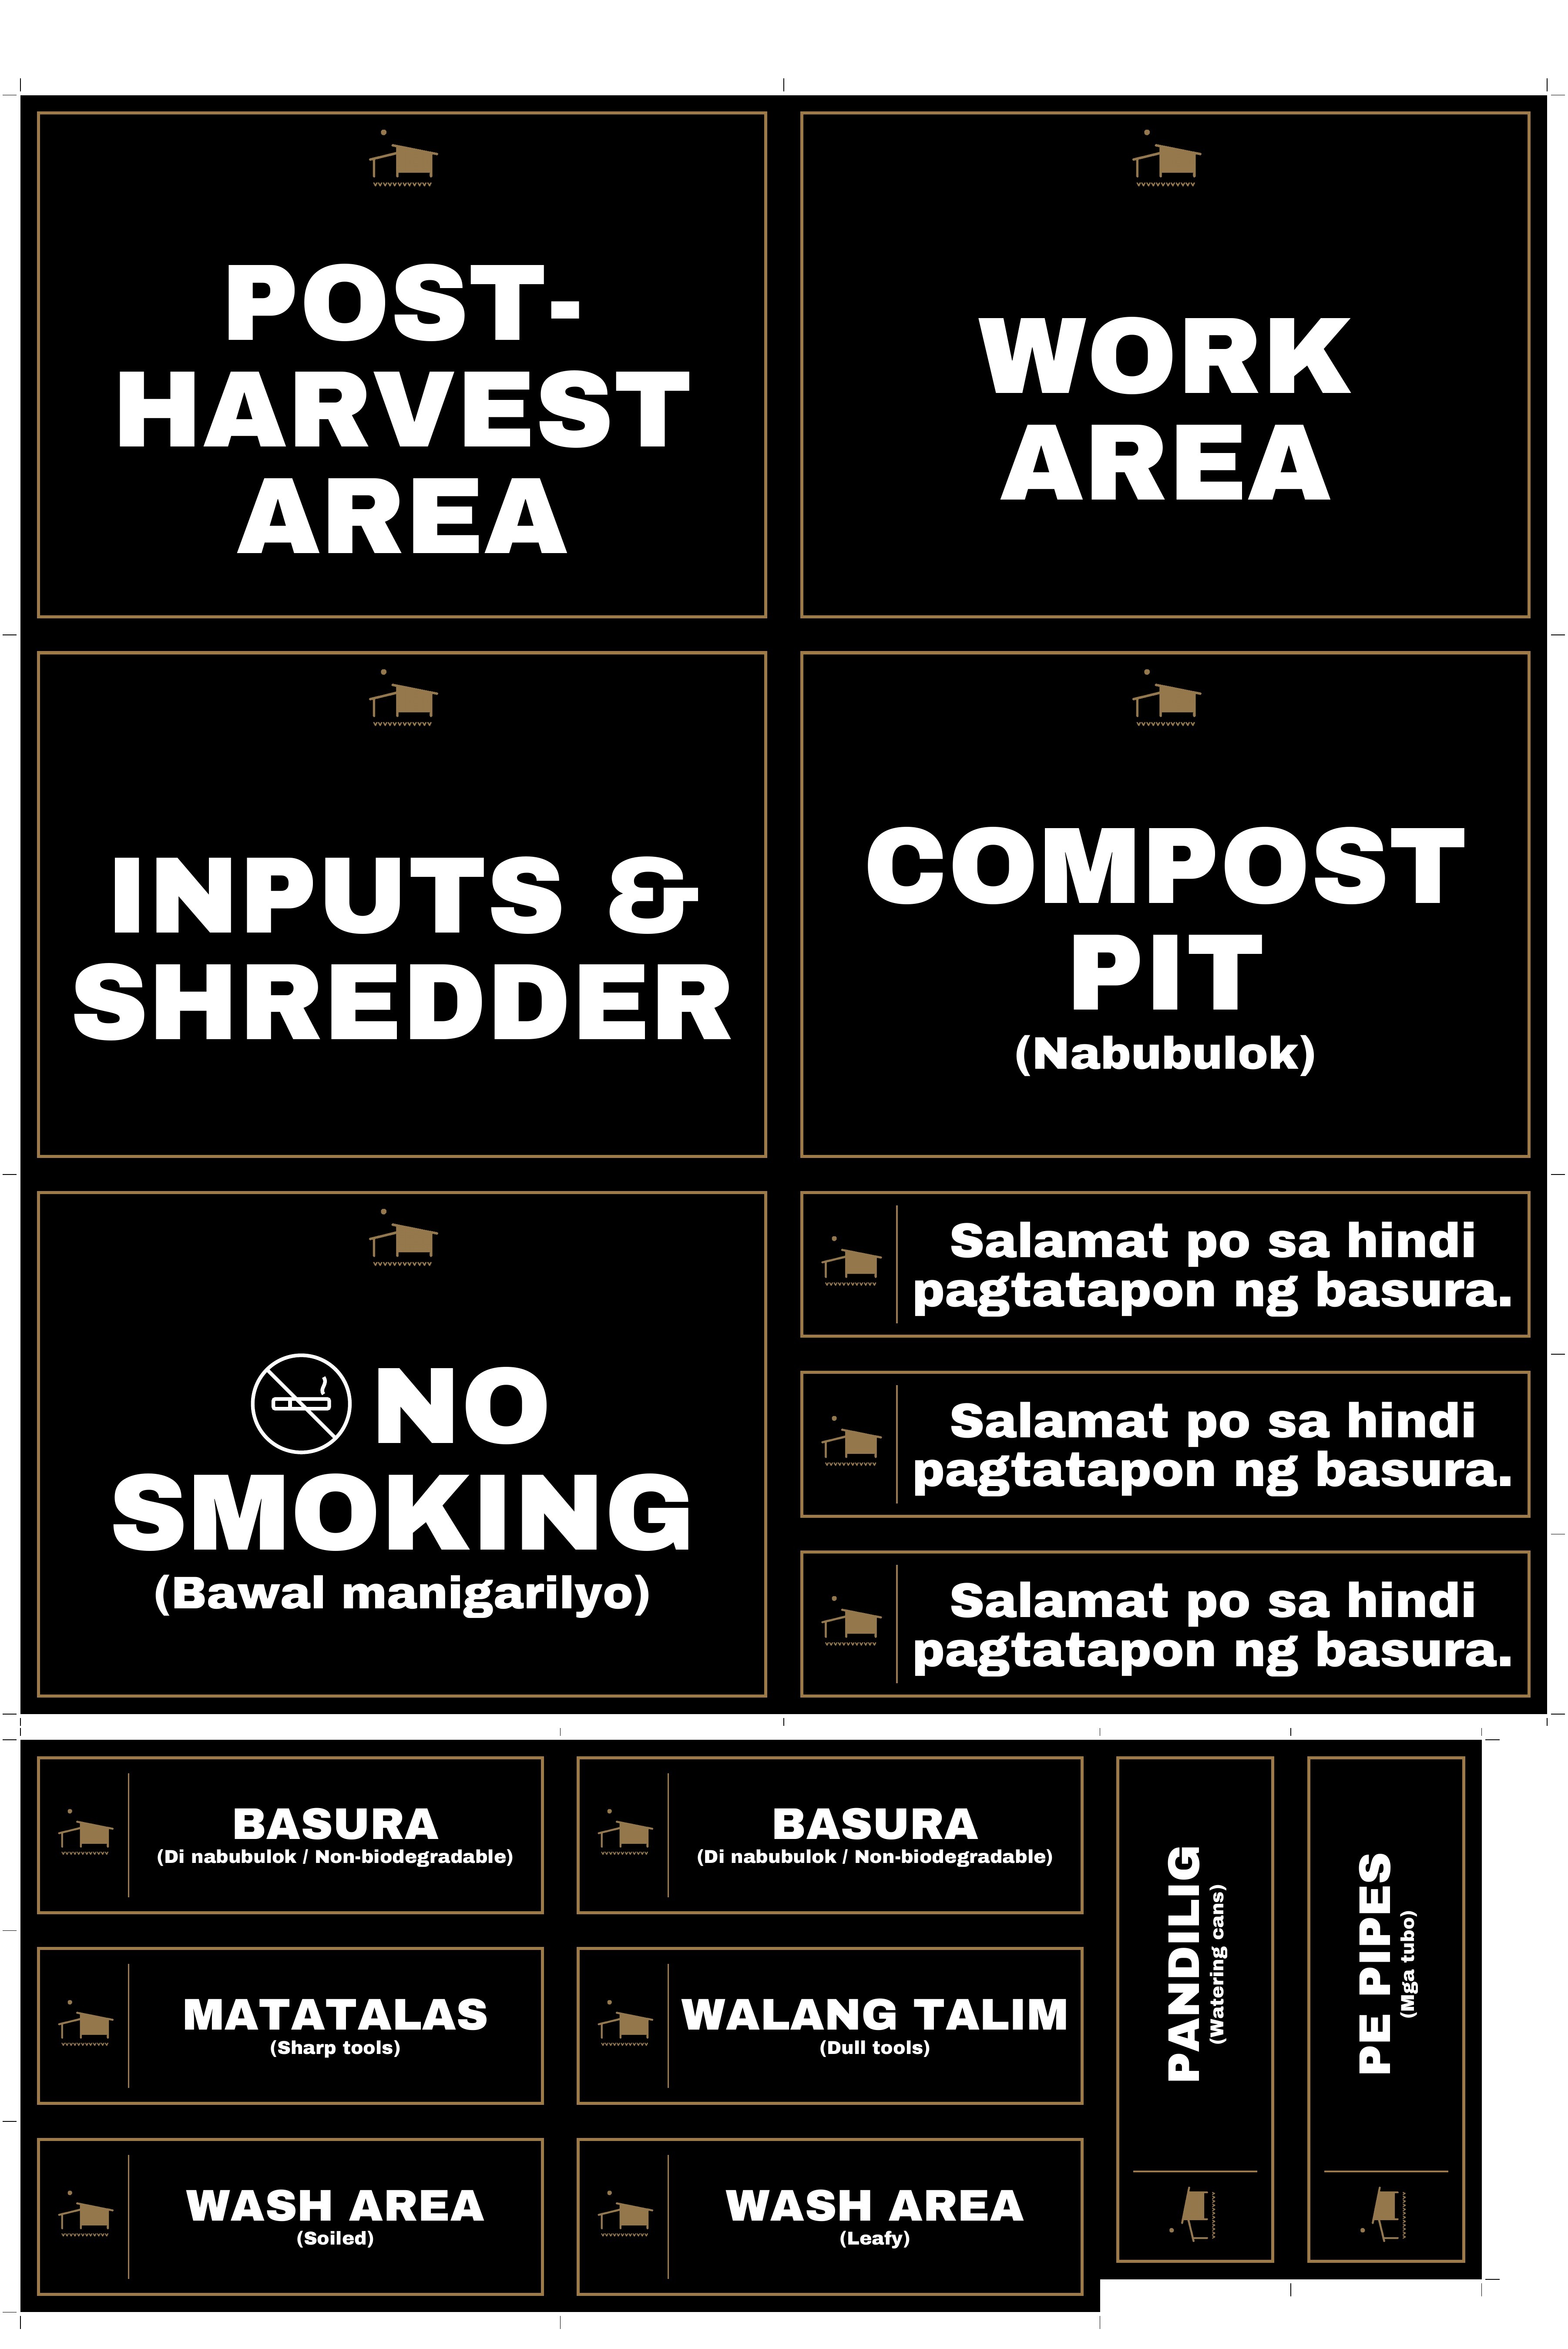 POST-
HARVEST
AREA
WORK
AREA
INPUTS &
SHREDDER
COMPOST
PIT
(Nabubulok)
NO
SMOKING
(Bawal manigarilyo)
Salamat po sa hindi
pagtatapon ng basura.
Salamat po sa hindi
pagtatapon ng basura.
Salamat po sa hindi
pagtatapon ng basura.
BASURA
(Di nabubulok / Non-biodegradable)
BASURA
(Di nabubulok / Non-biodegradable)
MATATALAS
(Sharp tools)
WALANG TALIM
(Dull tools)
WASH AREA
(Soiled)
WASH AREA
(Leafy)
PANDILIG
(Watering cans)
PE PIPES
(Mga tubo)